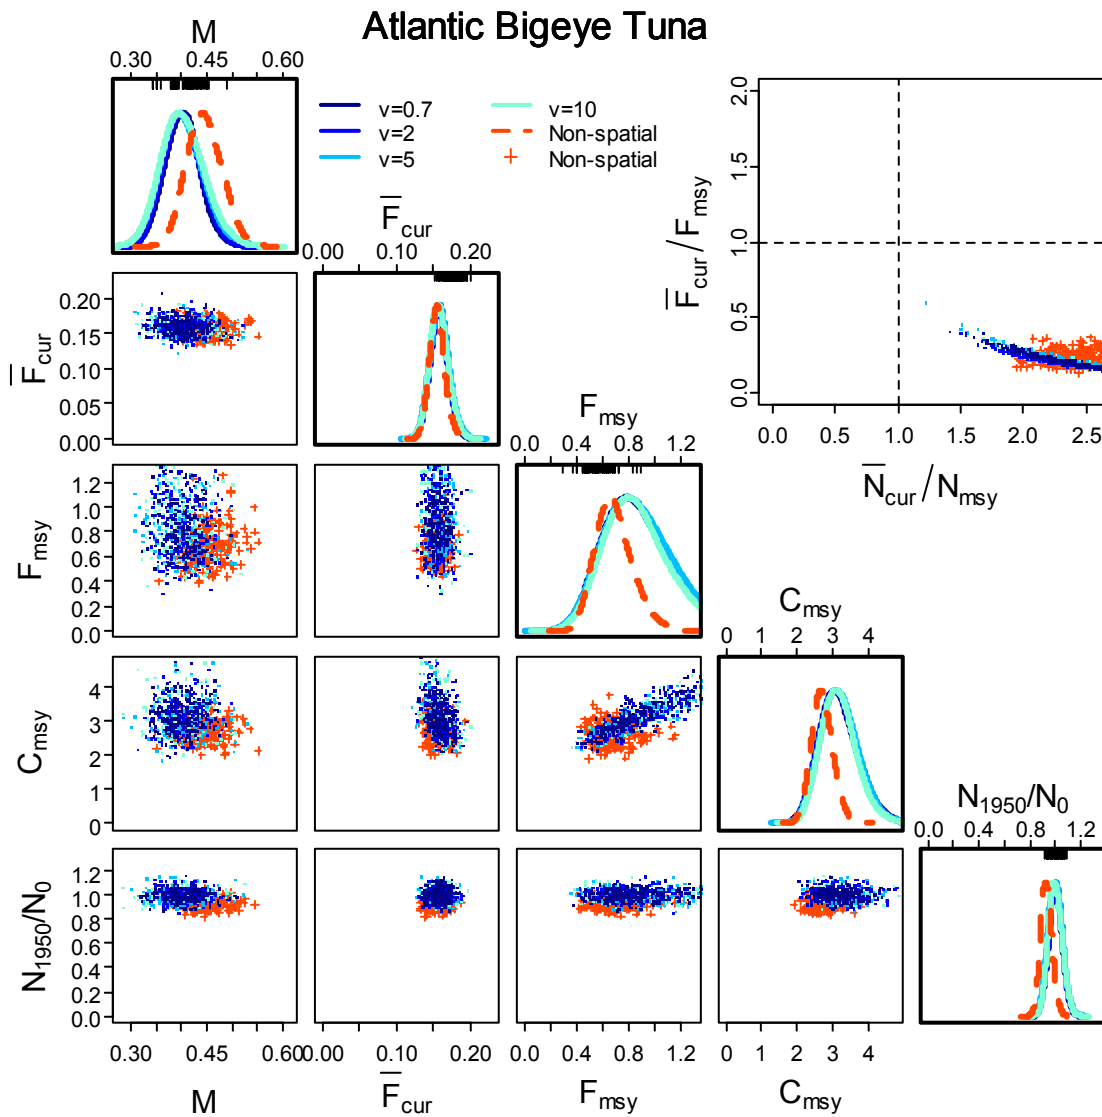 Atlantic Bigeye Tuna
M
0.30 0.45 0.60
v=0.7
v=2
v=5
v=10
Non-spatial
Non-spatial
F̅cur
0.00 0.10 0.20
2.0
1.5
1.0
0.5
0.0
F̅cur / Fmsy
0.0 1.0 1.5 2.0 2.5
N̅cur / Nmsy
F̅cur
0.20
0.15
0.10
0.05
0.00
Fmsy
0.0 0.4 0.8 1.2
Fmsy
1.2
1.0
0.8
0.6
0.4
0.2
0.0
Cmsy
0 1 2 3 4
Cmsy
4
3
2
1
0
N1950/N0
0.0 0.4 0.8 1.2
N1950/N0
1.2
1.0
0.8
0.6
0.4
0.2
0.0
0.30 0.45 0.60 0.00 0.10 0.20 0.0 0.4 0.8 1.2 0 1 2 3 4
M F̅cur Fmsy Cmsy